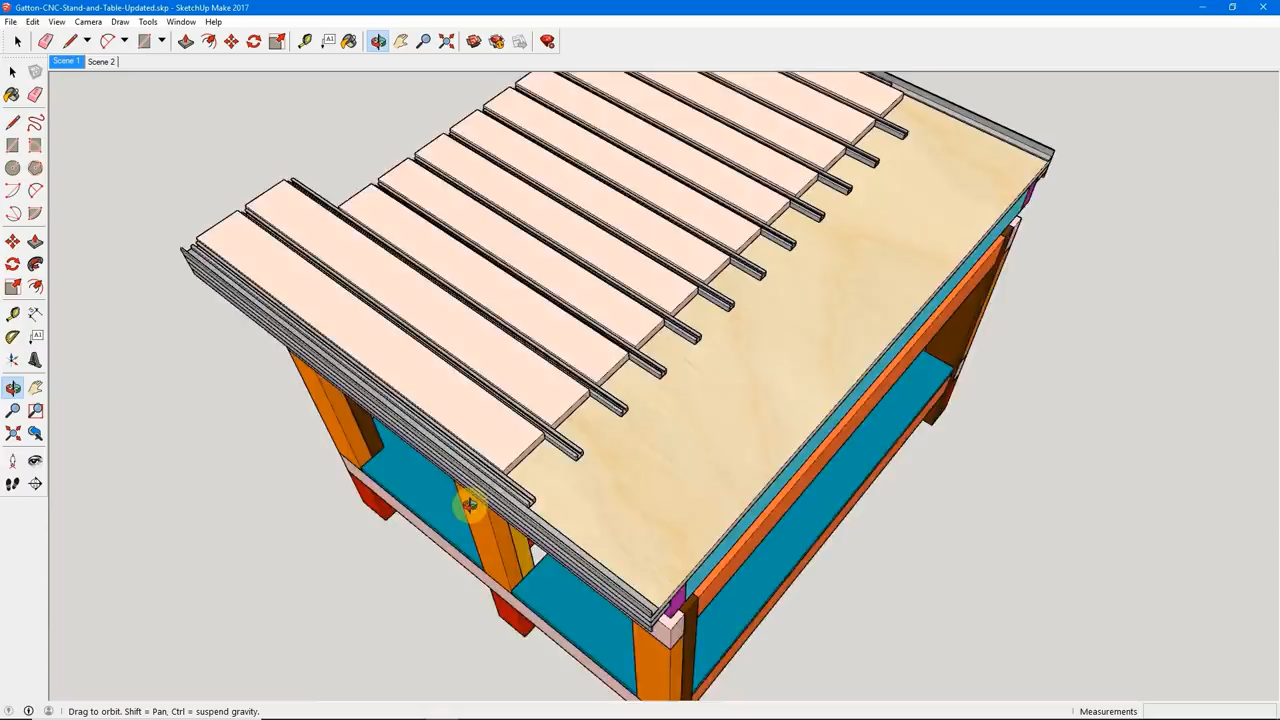 Gatton-CNC-Stand-and-Table-Updated.skp - SketchUp Make 2017
File Edit View Camera Draw Tools Window Help
Scene 1 Scene 2
Drag to orbit. Shift = Pan, Ctrl = suspend gravity.
Measurements